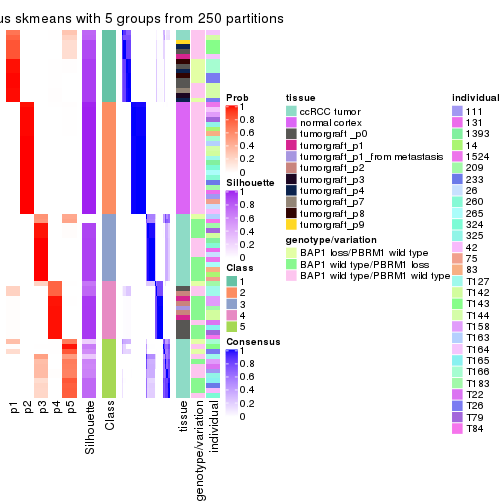 us skmeans with 5 groups from 250 partitions
Prob
1
0.8
0.6
0.4
0.2
0
Silhouette
1
0.8
0.6
0.4
0.2
0
Class
1
2
3
4
5
Consensus
1
0.8
0.6
0.4
0.2
0
tissue
ccRCC tumor
normal cortex
tumorgraft_p0
tumorgraft_p1
tumorgraft_p1_from metastasis
tumorgraft_p2
tumorgraft_p3
tumorgraft_p4
tumorgraft_p7
tumorgraft_p8
tumorgraft_p9
genotype/variation
BAP1 loss/PBRM1 wild type
BAP1 wild type/PBRM1 loss
BAP1 wild type/PBRM1 wild type
individual
111
131
1393
14
1524
209
233
26
260
265
324
325
42
75
83
T127
T142
T143
T144
T158
T163
T164
T165
T166
T183
T22
T26
T79
T84
p1
p2
p3
p4
p5
Silhouette
Class
tissue
genotype/variation
individual